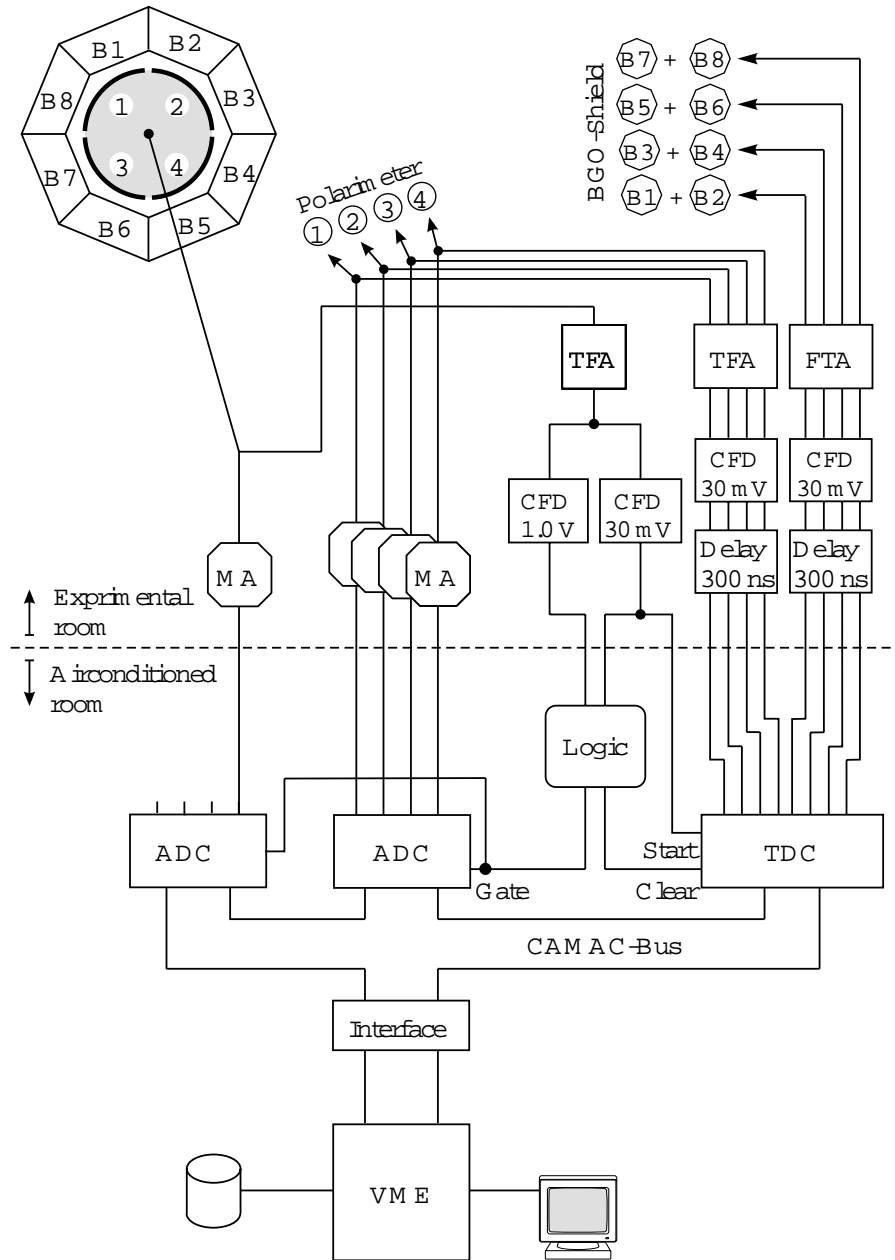 B1 B2
B8 B3
1 2
3 4
B7 B4
B6 B5
Polarimeter
1 2 3 4
BGO-Shield
B7 + B8
B5 + B6
B3 + B4
B1 + B2
TFA
TFA
FTA
CFD
1.0 V
CFD
30 mV
CFD
30 mV
CFD
30 mV
Delay
300 ns
Delay
300 ns
MA
MA
Exprimental
room
Airconditioned
room
Logic
ADC
ADC
Gate
Start
Clear
TDC
CAMAC-Bus
Interface
VME